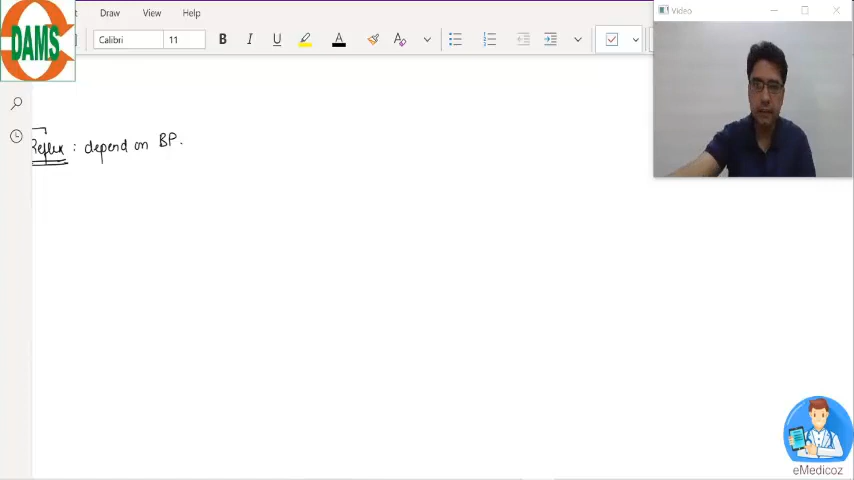 DAMS
Draw View Help
Calibri 11 B I U A A
Video
Reflex : depend on BP.
eMedicoz